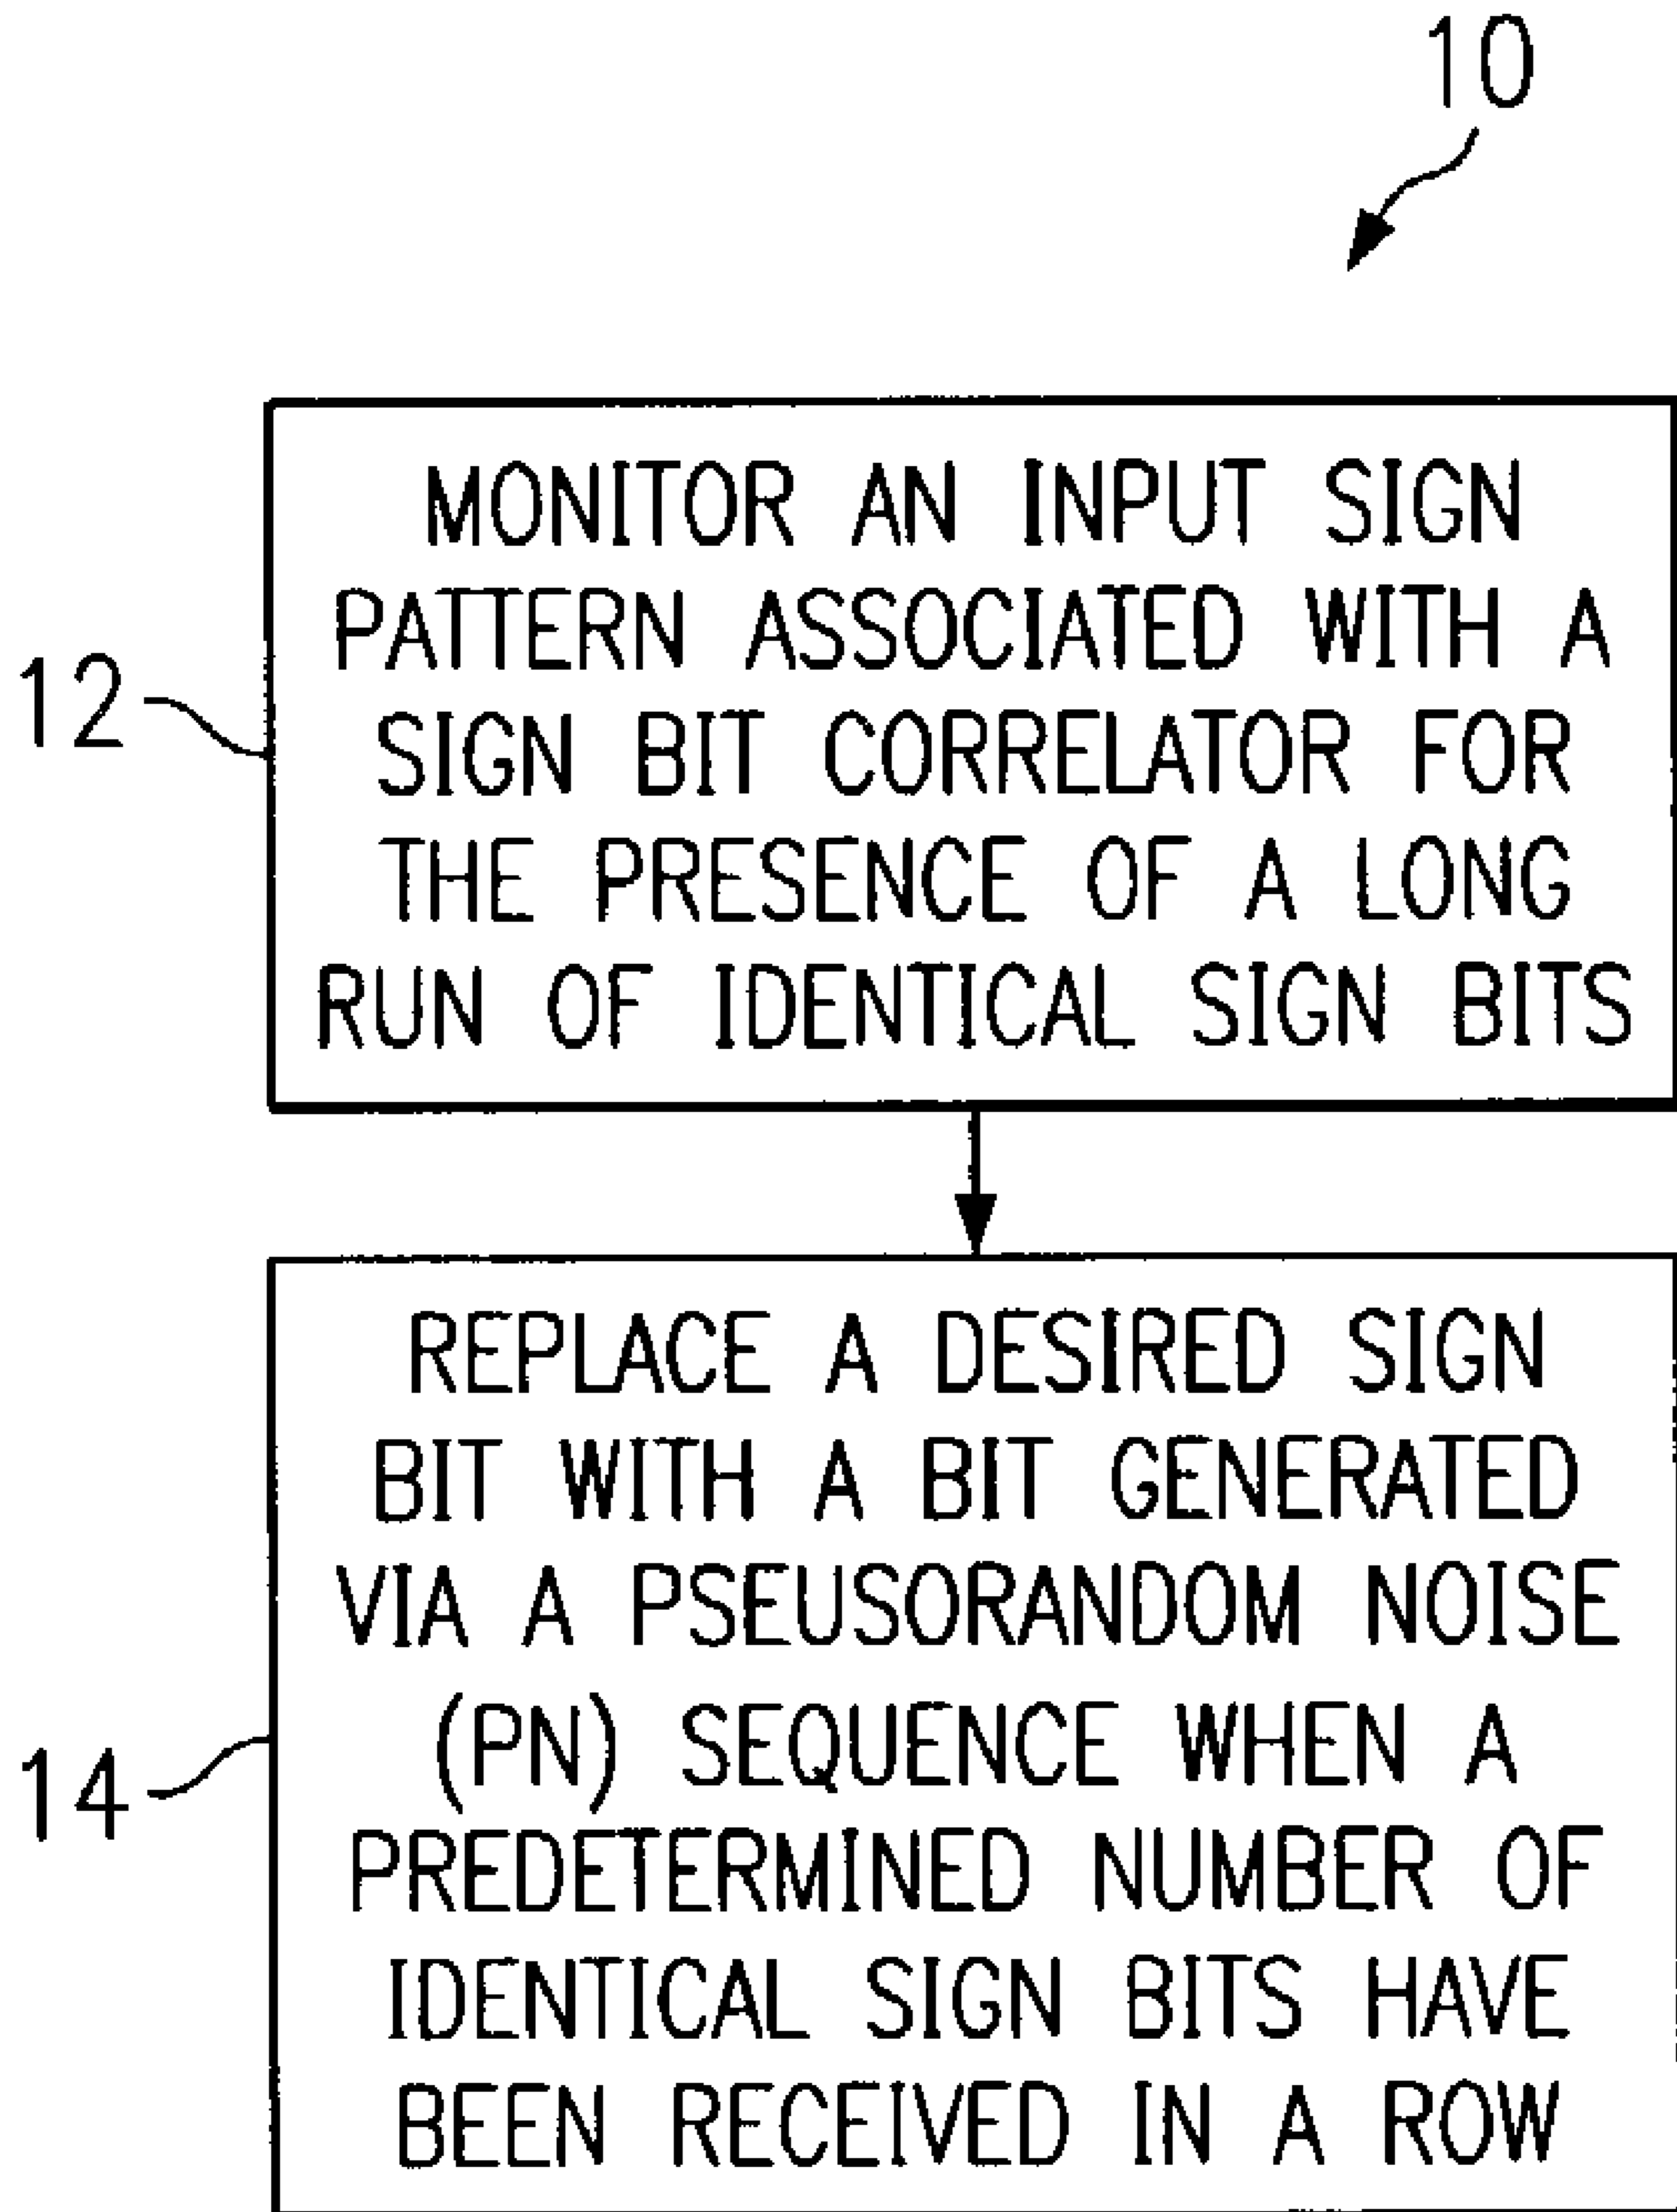 10
12
MONITOR AN INPUT SIGN
PATTERN ASSOCIATED WITH A
SIGN BIT CORRELATOR FOR
THE PRESENCE OF A LONG
RUN OF IDENTICAL SIGN BITS
14
REPLACE A DESIRED SIGN
BIT WITH A BIT GENERATED
VIA A PSEUSORANDOM NOISE
(PN) SEQUENCE WHEN A
PREDETERMINED NUMBER OF
IDENTICAL SIGN BITS HAVE
BEEN RECEIVED IN A ROW